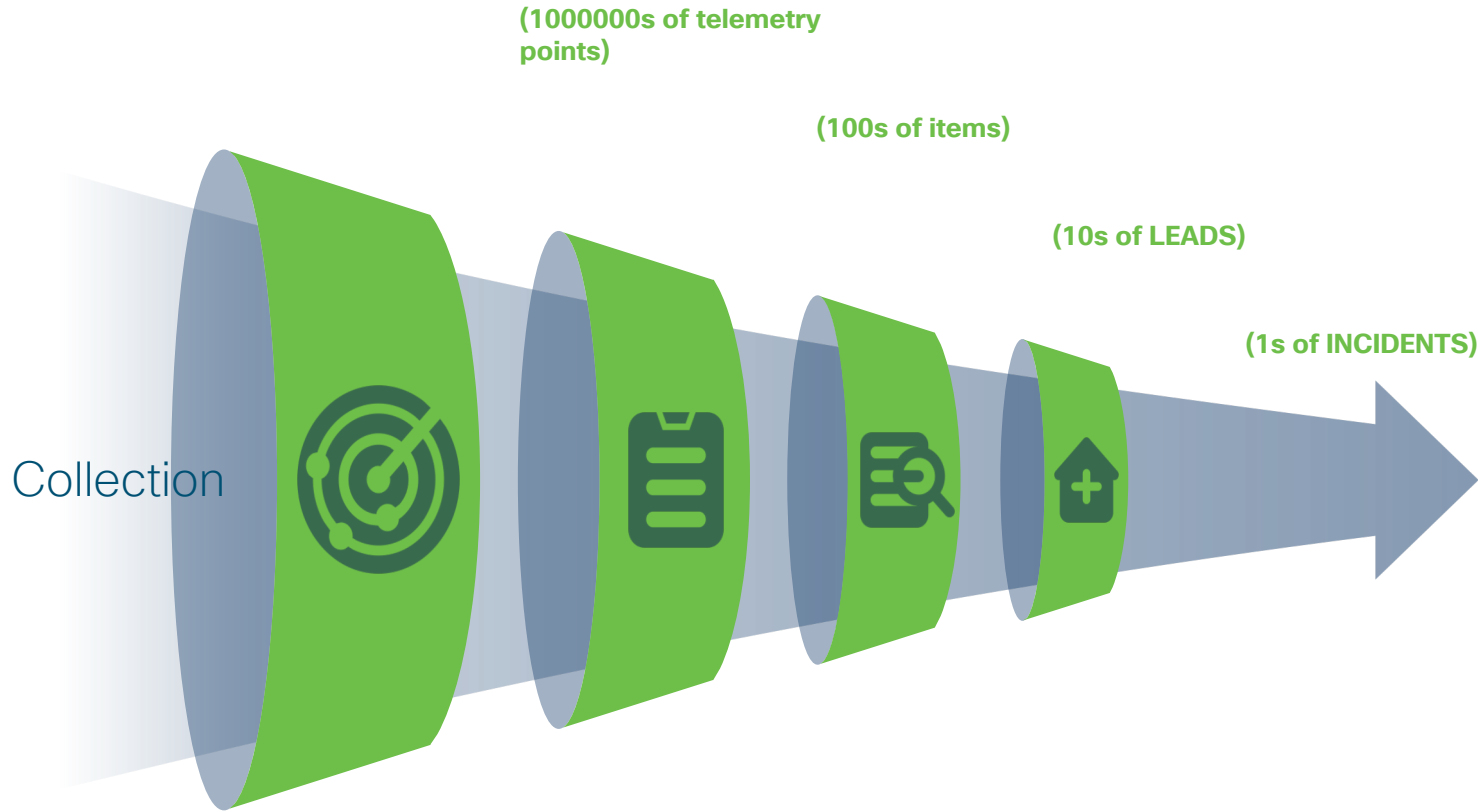 (1000000s of telemetry
points)
(100s of items)
(10s of LEADS)
(1s of INCIDENTS)
Collection